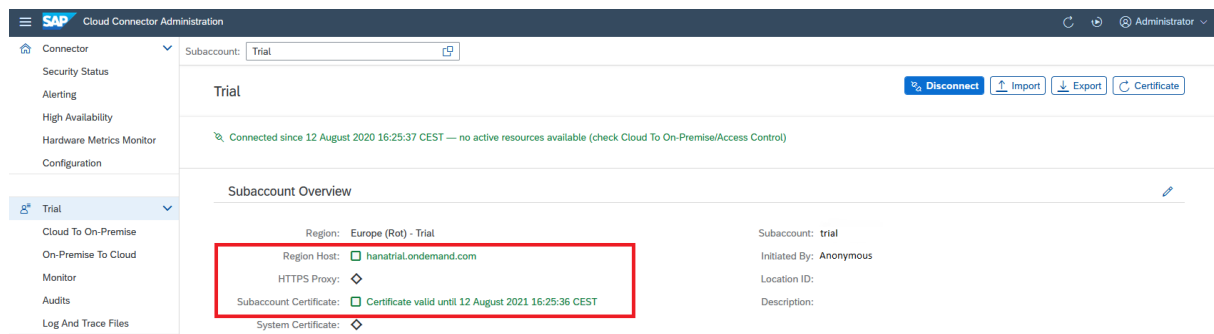 SAP Cloud Connector Administration Administrator
Connector
Security Status
Alerting
High Availability
Hardware Metrics Monitor
Configuration
Trial
Cloud To On-Premise
On-Premise To Cloud
Monitor
Audits
Log And Trace Files
Subaccount: Trial
Trial
Disconnect Import Export Certificate
Connected since 12 August 2020 16:25:37 CEST — no active resources available (check Cloud To On-Premise/Access Control)
Subaccount Overview
Region: Europe (Rot) - Trial
Region Host: hanatrial.ondemand.com
HTTPS Proxy:
Subaccount Certificate: Certificate valid until 12 August 2021 16:25:36 CEST
System Certificate:
Subaccount: trial
Initiated By: Anonymous
Location ID:
Description: